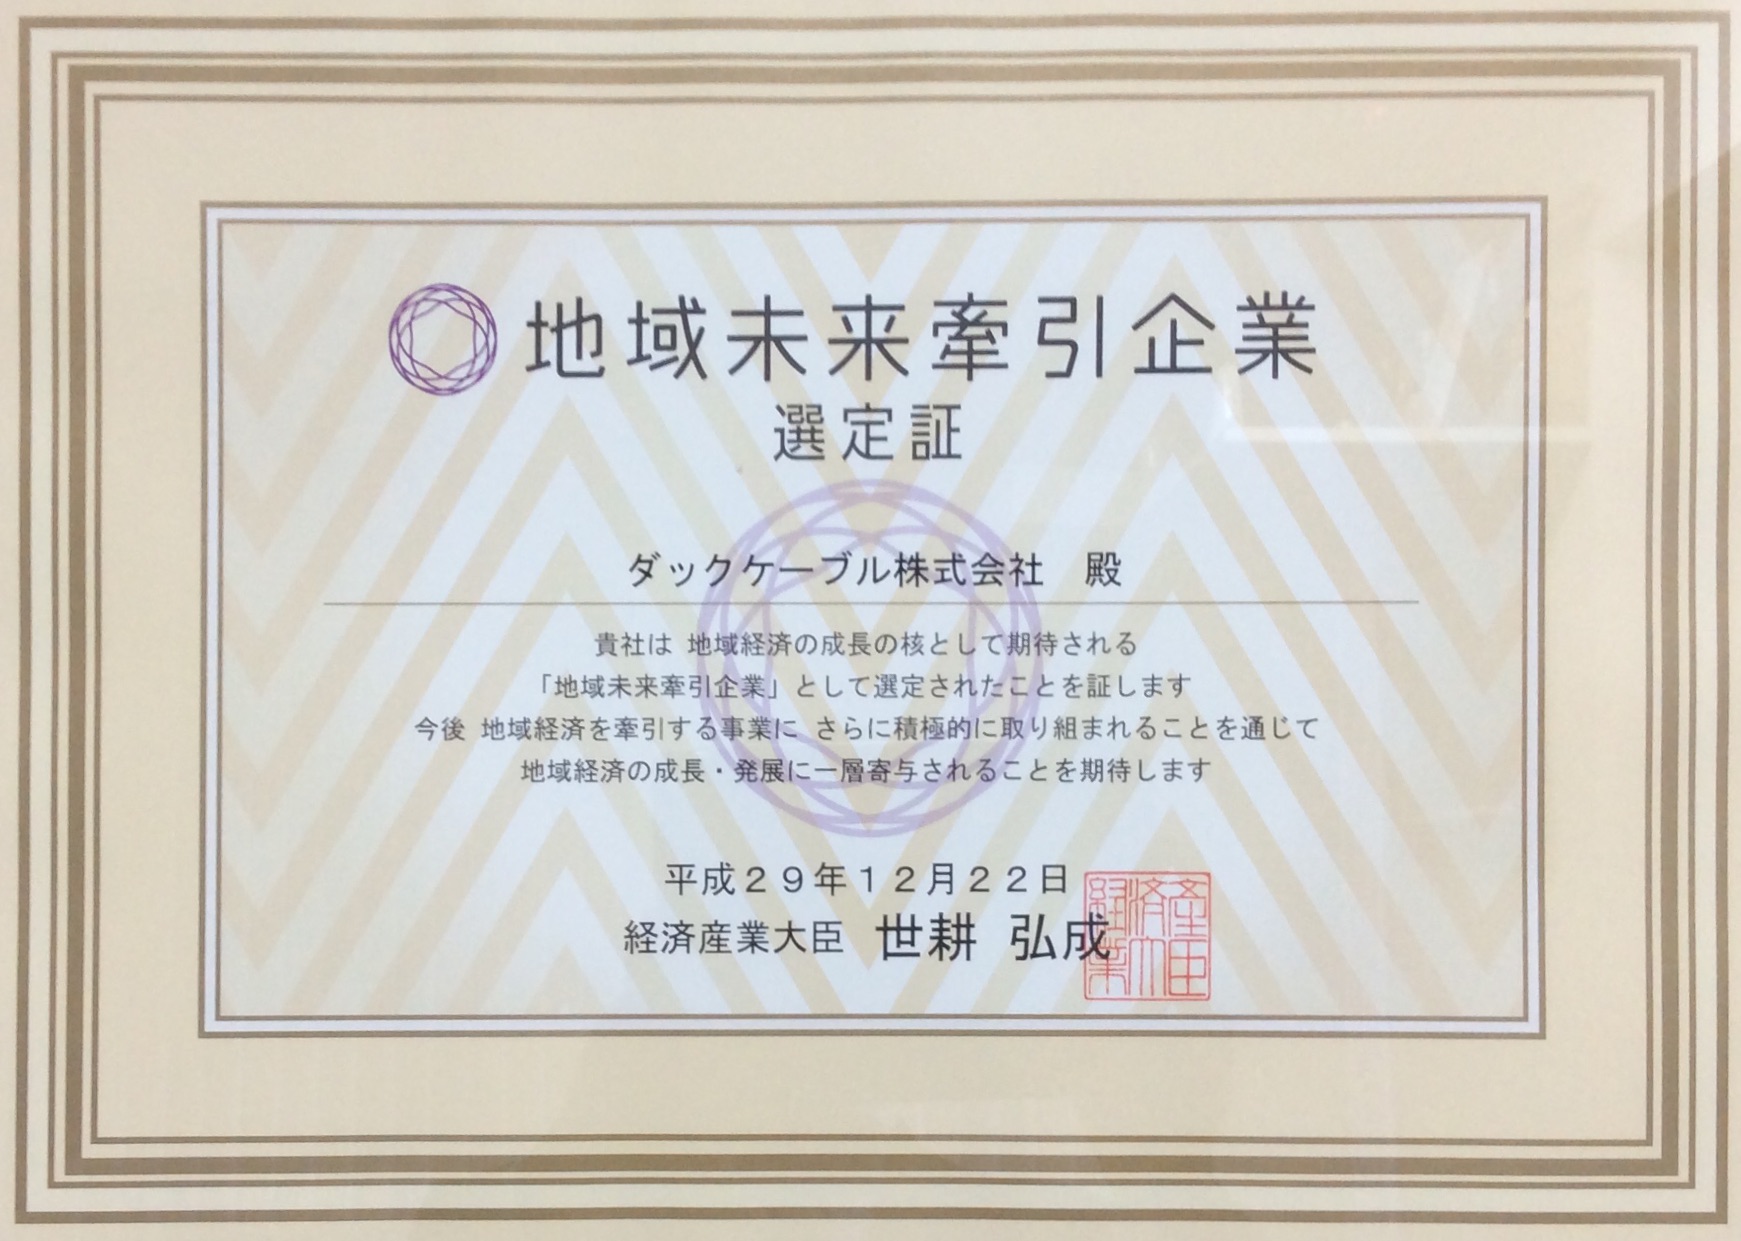 地域未来牽引企業
選定証
ダックケーブル株式会社　殿
貴社は 地域経済の成長の核として期待される
「地域未来牽引企業」として選定されたことを証します
今後 地域経済を牽引する事業に さらに積極的に取り組まれることを通じて
地域経済の成長・発展に一層寄与されることを期待します
平成２９年１２月２２日
経済産業大臣 世耕 弘成